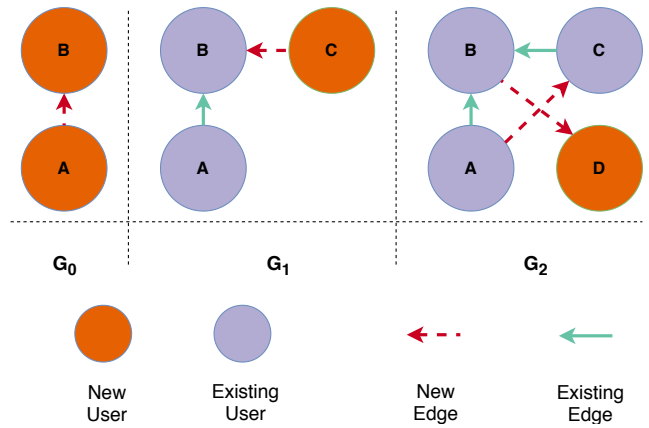 B
B
C
B
C
A
A
A
D
G0
G1
G2
New
User
Existing
User
New
Edge
Existing
Edge